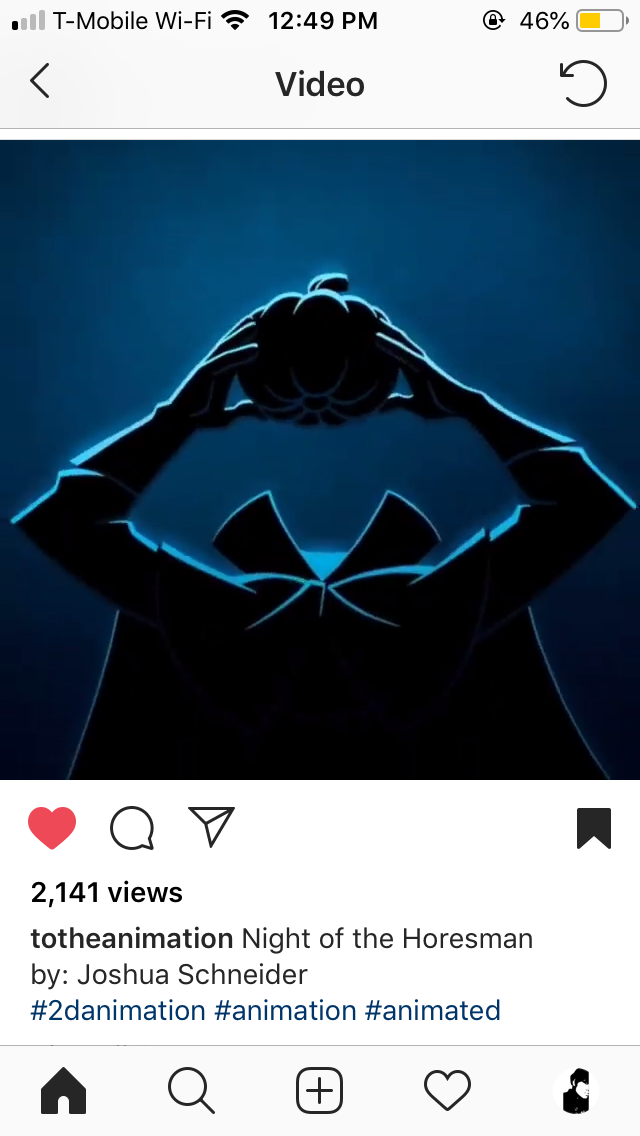 T-Mobile Wi-Fi 12:49 PM 46%
Video
2,141 views
totheanimation Night of the Horesman
by: Joshua Schneider
#2danimation #animation #animated